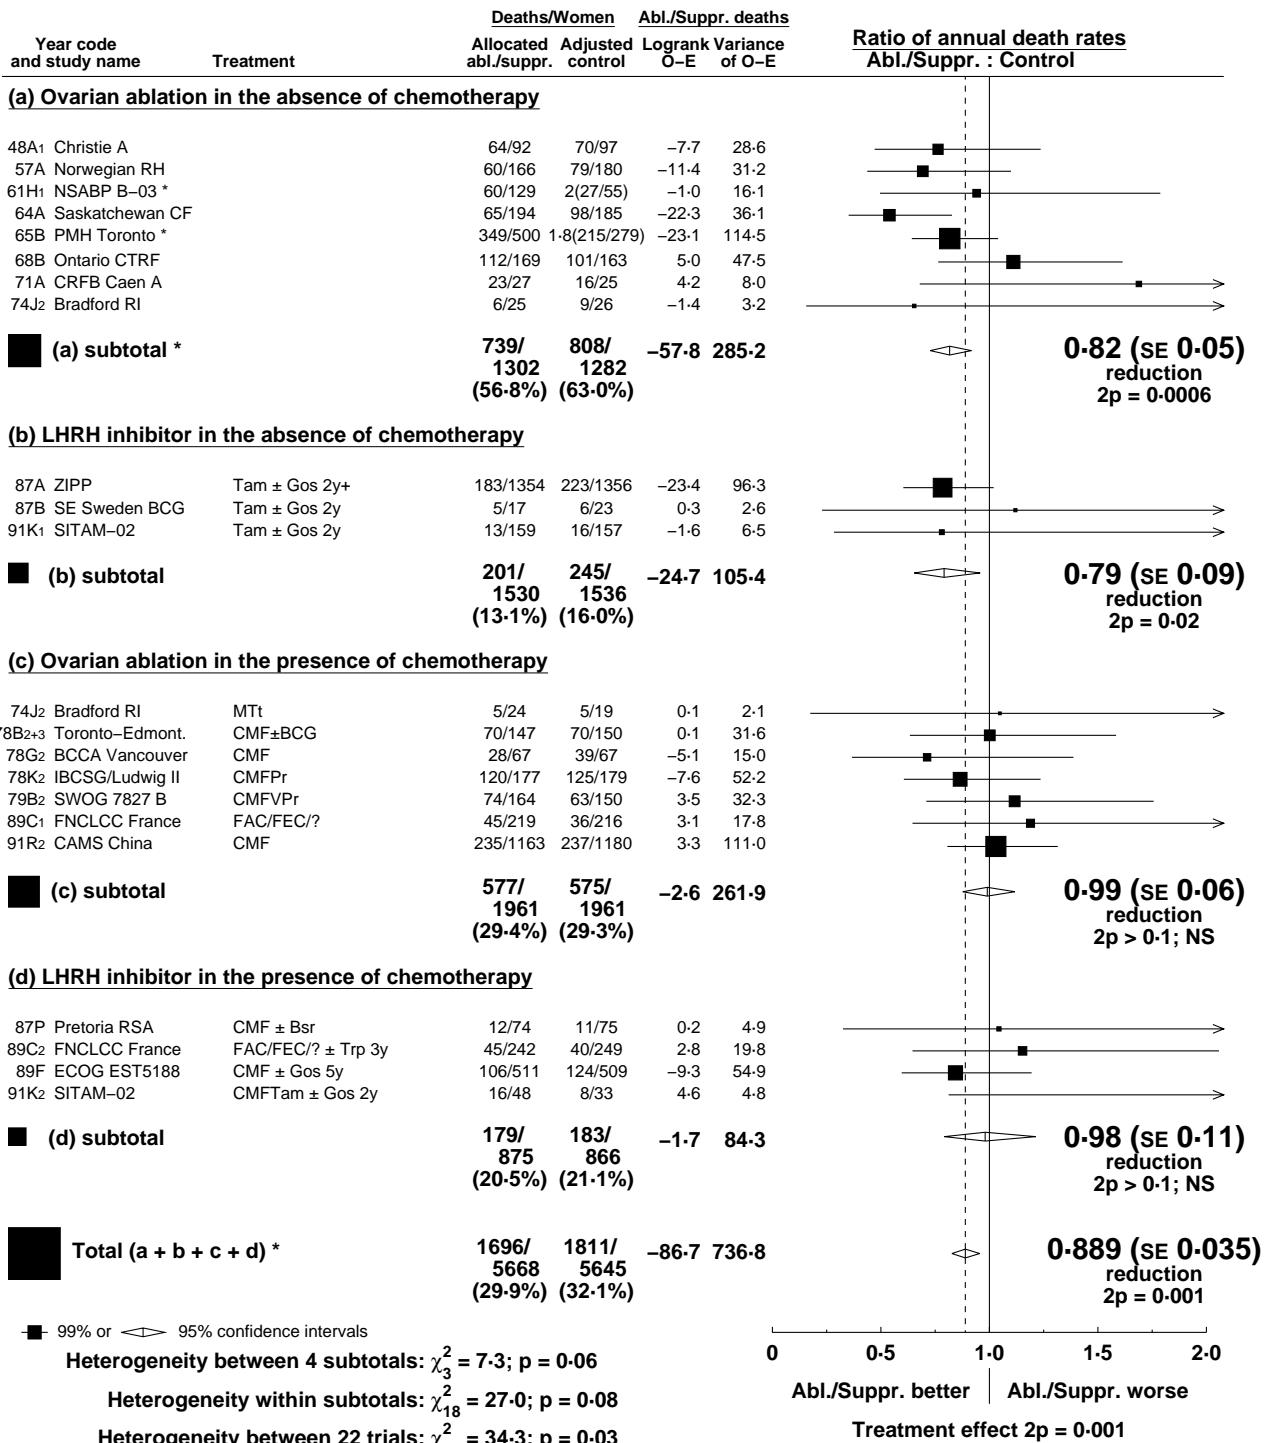 Deaths/Women Abl./Suppr. deaths
Year code and study name Treatment Allocated abl./suppr. Adjusted control Logrank O–E Variance of O–E Ratio of annual death rates Abl./Suppr. : Control
(a) Ovarian ablation in the absence of chemotherapy
48A1 Christie A 64/92 70/97 –7·7 28·6
57A Norwegian RH 60/166 79/180 –11·4 31·2
61H1 NSABP B–03 * 60/129 2(27/55) –1·0 16·1
64A Saskatchewan CF 65/194 98/185 –22·3 36·1
65B PMH Toronto * 349/500 1·8(215/279) –23·1 114·5
68B Ontario CTRF 112/169 101/163 5·0 47·5
71A CRFB Caen A 23/27 16/25 4·2 8·0
74J2 Bradford RI 6/25 9/26 –1·4 3·2
(a) subtotal * 739/ 808/ –57·8 285·2 0·82 (SE 0·05)
1302 1282 reduction
(56·8%) (63·0%) 2p = 0·0006
(b) LHRH inhibitor in the absence of chemotherapy
87A ZIPP Tam ± Gos 2y+ 183/1354 223/1356 –23·4 96·3
87B SE Sweden BCG Tam ± Gos 2y 5/17 6/23 0·3 2·6
91K1 SITAM–02 Tam ± Gos 2y 13/159 16/157 –1·6 6·5
(b) subtotal 201/ 245/ –24·7 105·4 0·79 (SE 0·09)
1530 1536 reduction
(13·1%) (16·0%) 2p = 0·02
(c) Ovarian ablation in the presence of chemotherapy
74J2 Bradford RI MTt 5/24 5/19 0·1 2·1
78B2+3 Toronto–Edmont. CMF±BCG 70/147 70/150 0·1 31·6
78G2 BCCA Vancouver CMF 28/67 39/67 –5·1 15·0
78K2 IBCSG/Ludwig II CMFPr 120/177 125/179 –7·6 52·2
79B2 SWOG 7827 B CMFVPr 74/164 63/150 3·5 32·3
89C1 FNCLCC France FAC/FEC/? 45/219 36/216 3·1 17·8
91R2 CAMS China CMF 235/1163 237/1180 3·3 111·0
(c) subtotal 577/ 575/ –2·6 261·9 0·99 (SE 0·06)
1961 1961 reduction
(29·4%) (29·3%) 2p > 0·1; NS
(d) LHRH inhibitor in the presence of chemotherapy
87P Pretoria RSA CMF ± Bsr 12/74 11/75 0·2 4·9
89C2 FNCLCC France FAC/FEC/? ± Trp 3y 45/242 40/249 2·8 19·8
89F ECOG EST5188 CMF ± Gos 5y 106/511 124/509 –9·3 54·9
91K2 SITAM–02 CMFTam ± Gos 2y 16/48 8/33 4·6 4·8
(d) subtotal 179/ 183/ –1·7 84·3 0·98 (SE 0·11)
875 866 reduction
(20·5%) (21·1%) 2p > 0·1; NS
Total (a + b + c + d) * 1696/ 1811/ –86·7 736·8 0·889 (SE 0·035)
5668 5645 reduction
(29·9%) (32·1%) 2p = 0·001
99% or 95% confidence intervals
0 0·5 1·0 1·5 2·0
Heterogeneity between 4 subtotals: χ²₃ = 7·3; p = 0·06
Abl./Suppr. better Abl./Suppr. worse
Heterogeneity within subtotals: χ²₁₈ = 27·0; p = 0·08
Treatment effect 2p = 0·001
Heterogeneity between 22 trials: χ² = 34·3; p = 0·03